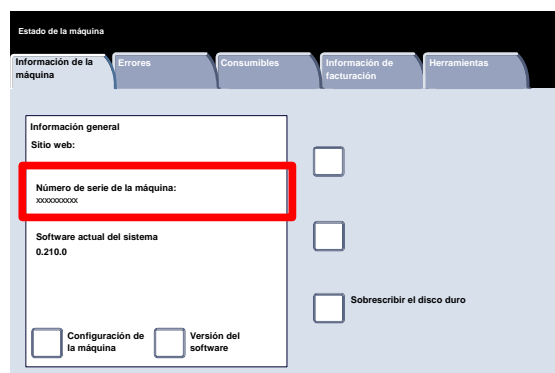 Estado de la máquina
Información de la máquina
Errores
Consumibles
Información de facturación
Herramientas
Información general
Sitio web:
Número de serie de la máquina:
xxxxxxxxxx
Software actual del sistema
0.210.0
Sobrescribir el disco duro
Configuración de la máquina
Versión del software